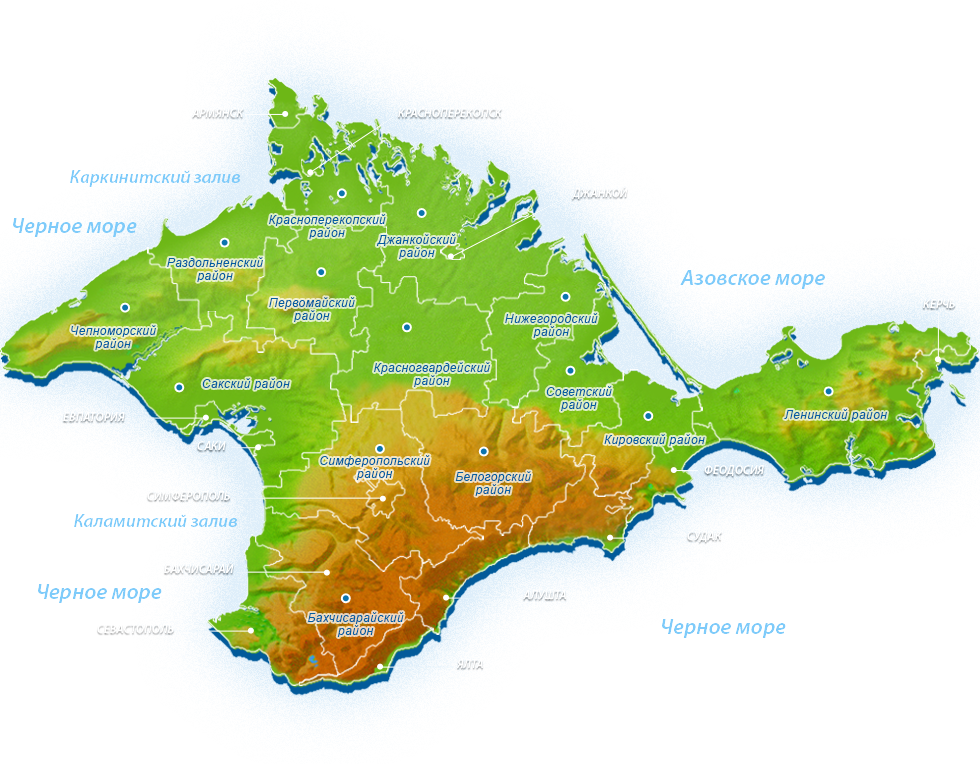 АРМЯНСК
КРАСНОПЕРЕКОПСК
Каркинитский залив
ДЖАНКОЙ
Черное море
Красноперекопский
район
Джанкойский
район
Раздольненский
район
Азовское море
Первомайский
район
КЕРЧЬ
Нижегородский
район
Чепноморский
район
Красногвардейский
район
Сакский район
Советский
район
ЕВПАТОРИЯ
Ленинский район
Кировский район
САКИ
Симферопольский
район
ФЕОДОСИЯ
Белогорский
район
СИМФЕРОПОЛЬ
Каламитский залив
СУДАК
БАХЧИСАРАЙ
Черное море
АЛУШТА
Бахчисарайский
район
СЕВАСТОПОЛЬ
Черное море
ЯЛТА